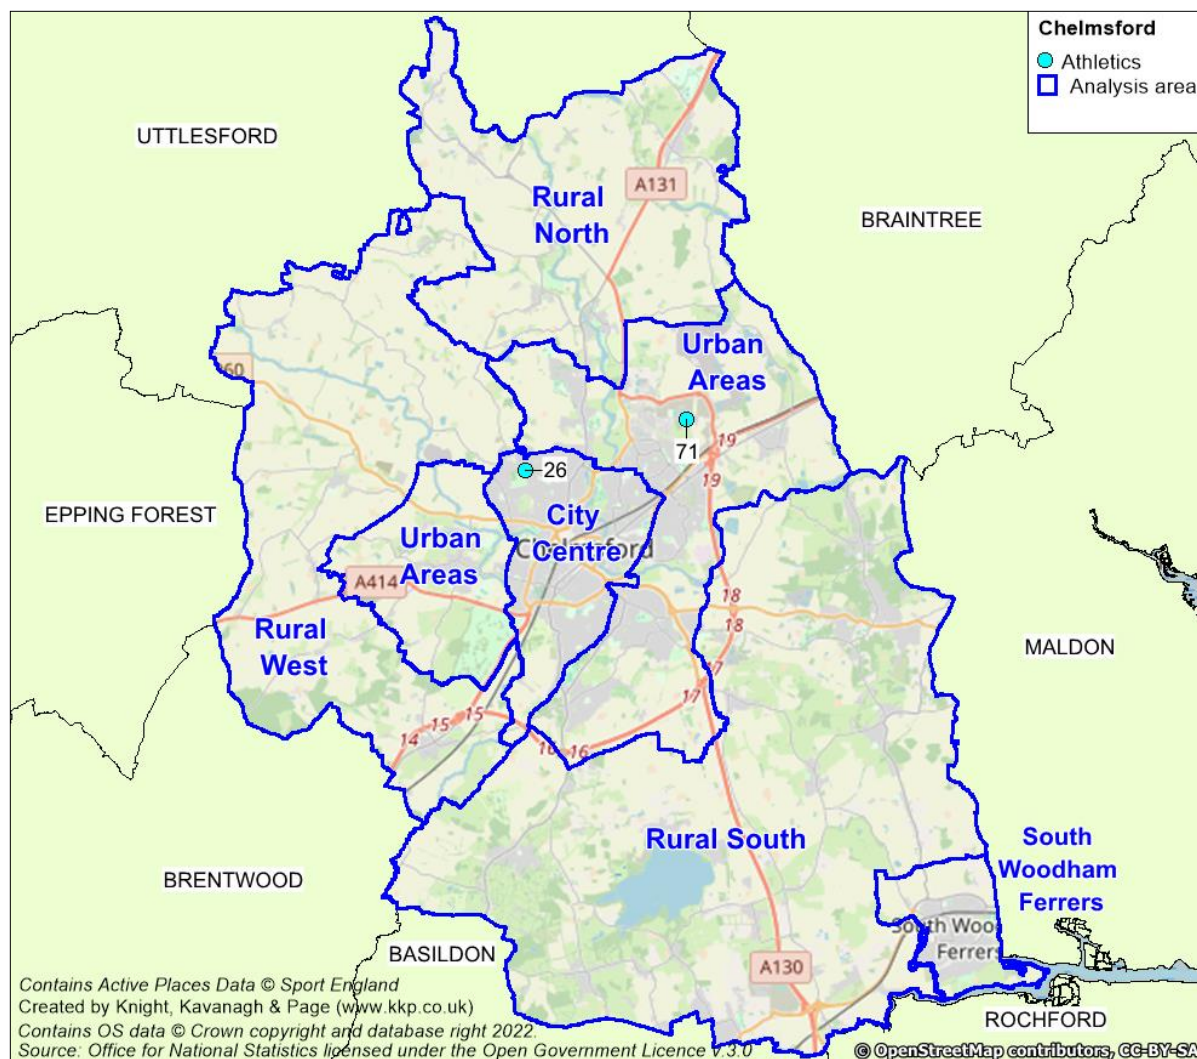 Chelmsford
Athletics
Analysis area
UTTLESFORD
A131
Rural
North
BRAINTREE
Urban
Areas
60
71
19
19
26
EPPING FOREST
City
Centre
Chelmsford
Urban
Areas
A414
18
18
Rural
West
MALDON
17
17
15
15
14
16
16
Rural South
South
Woodham
Ferrers
BRENTWOOD
South Woo
Ferrers
BASILDON
A130
ROCHFORD
Contains Active Places Data © Sport England
Created by Knight, Kavanagh & Page (www.kkp.co.uk)
Contains OS data © Crown copyright and database right 2022.
Source: Office for National Statistics licensed under the Open Government Licence v.3.0
© OpenStreetMap contributors, CC-BY-SA